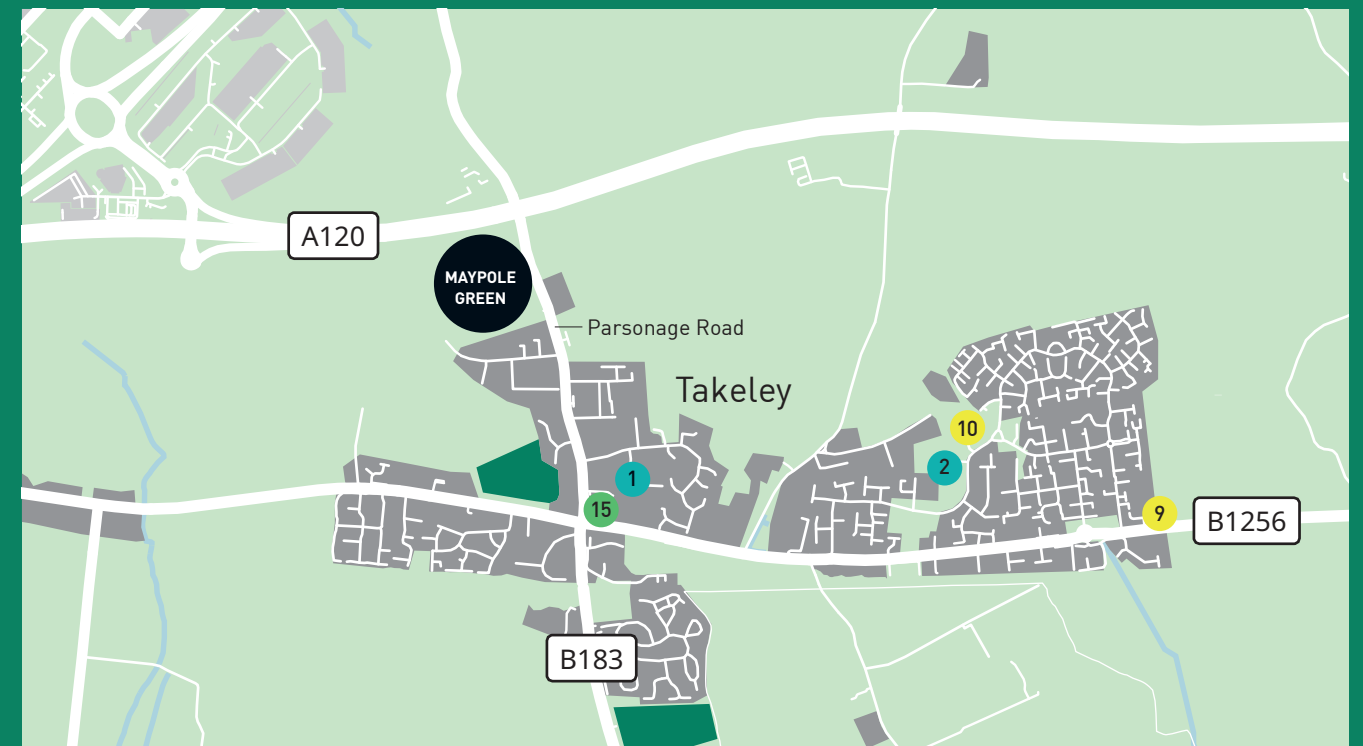 A120
MAYPOLE
GREEN
Parsonage Road
Takeley
10
2
1
15
9
B1256
B183